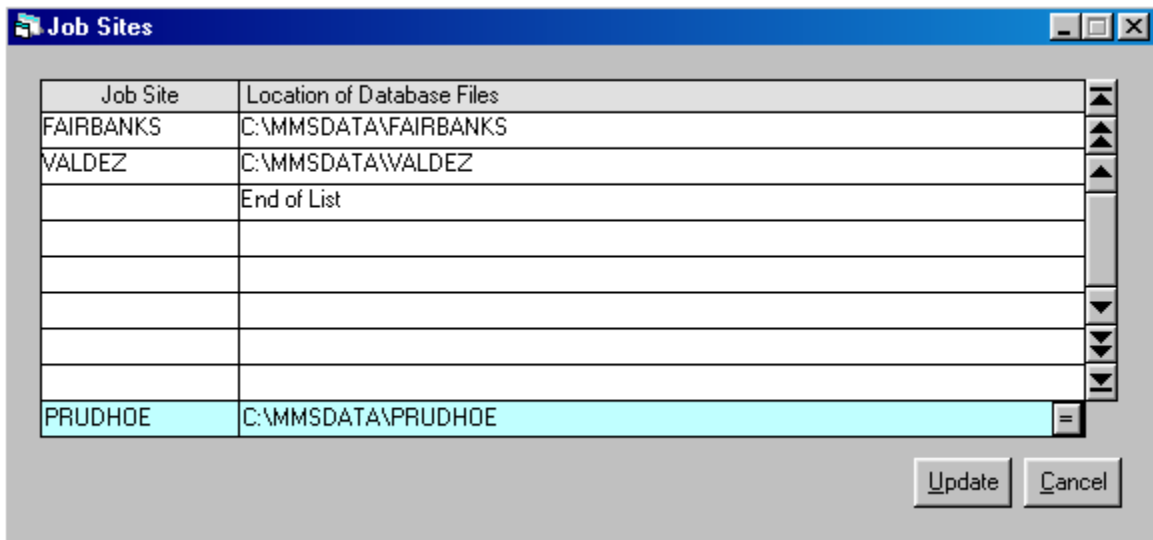 Job Sites
Job Site Location of Database Files
FAIRBANKS C:\MMSDATA\FAIRBANKS
VALDEZ C:\MMSDATA\VALDEZ
End of List
PRUDHOE C:\MMSDATA\PRUDHOE =
Update Cancel